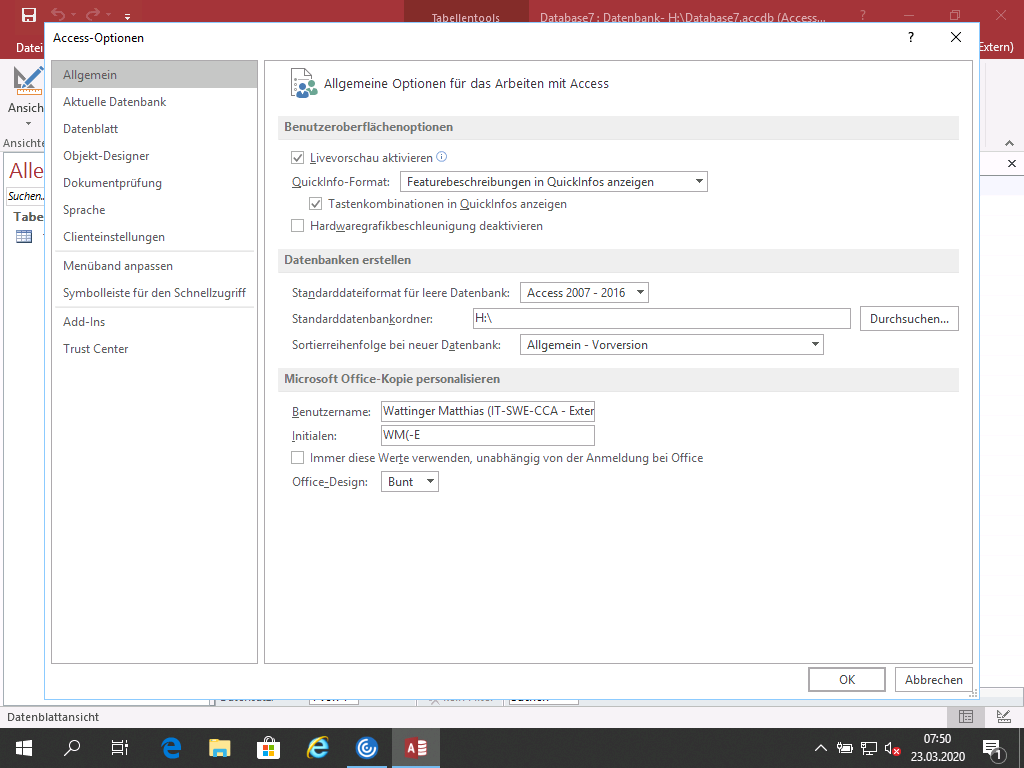 Tabellentools
Database7 : Datenbank- H:\Database7.accdb (Access...
?
Access-Optionen
?
Datei
Extern)
Allgemein
Aktuelle Datenbank
Datenblatt
Objekt-Designer
Dokumentprüfung
Sprache
Clienteinstellungen
Menüband anpassen
Symbolleiste für den Schnellzugriff
Add-Ins
Trust Center
Ansich
Ansichte
Alle
Suchen..
Tabe
Allgemeine Optionen für das Arbeiten mit Access
Benutzeroberflächenoptionen
Livevorschau aktivieren
QuickInfo-Format: Featurebeschreibungen in QuickInfos anzeigen
Tastenkombinationen in QuickInfos anzeigen
Hardwaregrafikbeschleunigung deaktivieren
Datenbanken erstellen
Standarddateiformat für leere Datenbank: Access 2007 - 2016
Standarddatenbankordner: H:\ Durchsuchen...
Sortierreihenfolge bei neuer Datenbank: Allgemein - Vorversion
Microsoft Office-Kopie personalisieren
Benutzername: Wattinger Matthias (IT-SWE-CCA - Exter
Initialen: WM(-E
Immer diese Werte verwenden, unabhängig von der Anmeldung bei Office
Office-Design: Bunt
OK Abbrechen
Datenblattansicht
07:50
23.03.2020
1